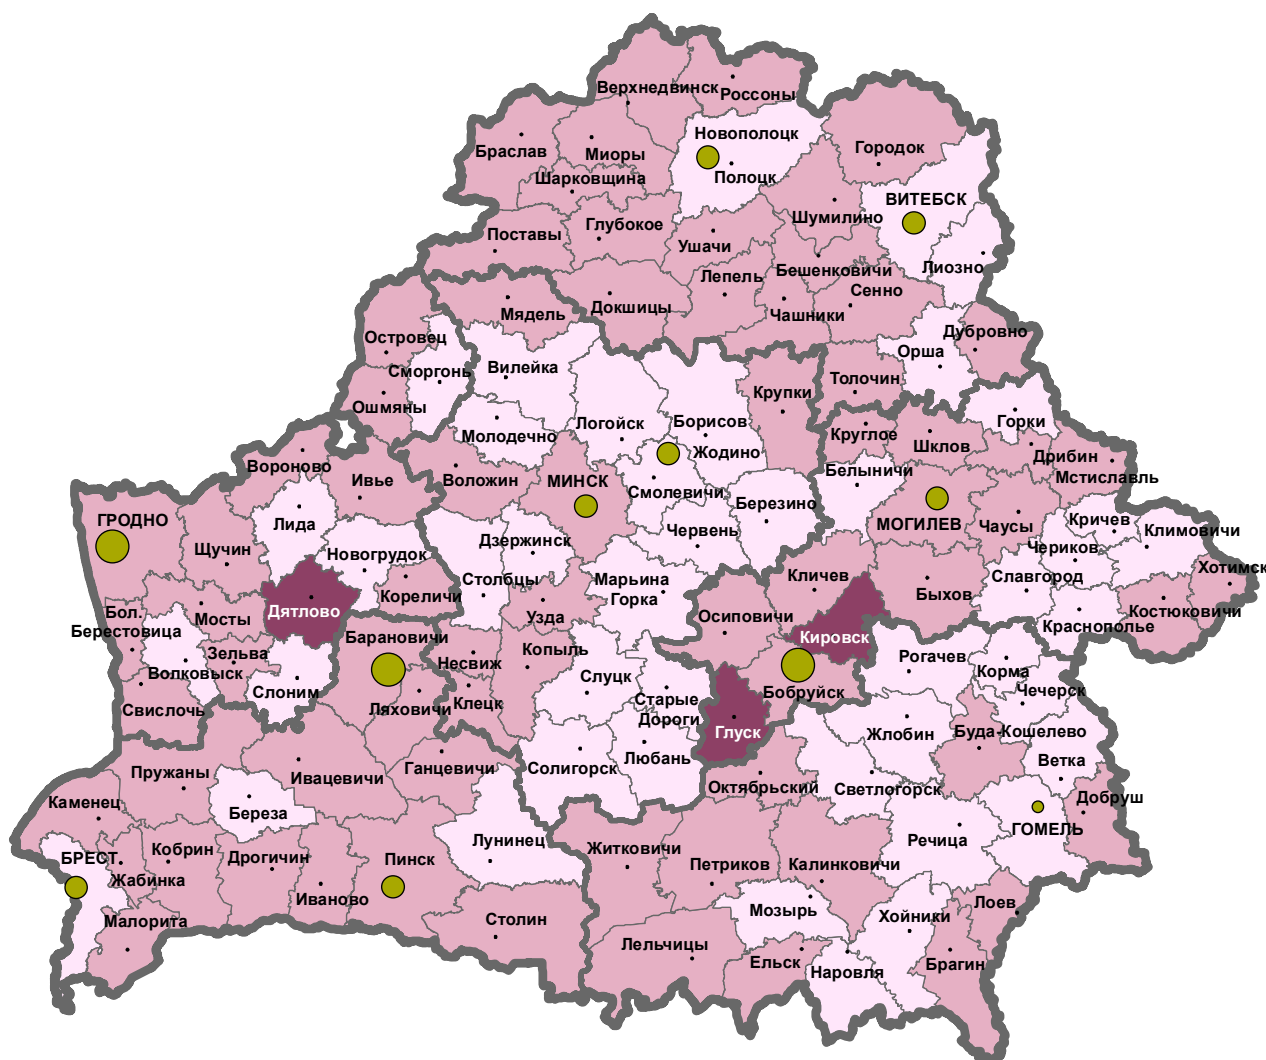 Верхнедвинск
Россоны
Новополоцк
Городок
Браслав
Миоры
Полоцк
Шарковщина
ВИТЕБСК
Шумилино
Поставы
Глубокое
Ушачи
Лиозно
Бешенковичи
Лепель
Сенно
Докшицы
Чашники
Мядель
Островец
Дубровно
Орша
Сморгонь
Вилейка
Крупки
Толочин
Ошмяны
Логойск
Борисов
Горки
Молодечно
Круглое
Шклов
Жодино
Дрибин
Вороново
Белыничи
Мстиславль
Ивье
Воложин
МИНСК
Смолевичи
Березино
ГРОДНО
Лида
МОГИЛЕВ
Чаусы
Кричев
Климовичи
Червень
Дзержинск
Щучин
Новогрудок
Чериков
Хотимск
Столбцы
Марьина
Горка
Кличев
Славгород
Кореличи
Быхов
Бол.
Берестовица
Мосты
Дятлово
Узда
Осиповичи
Костюковичи
Краснополье
Барановичи
Кировск
Зельва
Копыль
Несвиж
Рогачев
Корма
Волковыск
Слоним
Слуцк
Бобруйск
Чечерск
Свислочь
Ляховичи
Клецк
Старые
Дороги
Глуск
Жлобин
Буда-Кошелево
Любань
Ветка
Пружаны
Ивацевичи
Ганцевичи
Солигорск
Октябрьский
Светлогорск
Каменец
Добруш
Береза
ГОМЕЛЬ
Лунинец
Речица
БРЕСТ
Кобрин
Дрогичин
Пинск
Житковичи
Петриков
Калинковичи
Жабинка
Иваново
Лоев
Мозырь
Хойники
Малорита
Столин
Лельчицы
Ельск
Наровля
Брагин